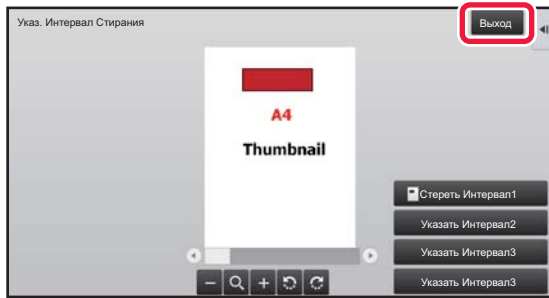 Указ. Интервал Стирания
Выход
A4
Thumbnail
Стереть Интервал1
Указать Интервал2
Указать Интервал3
Указать Интервал3